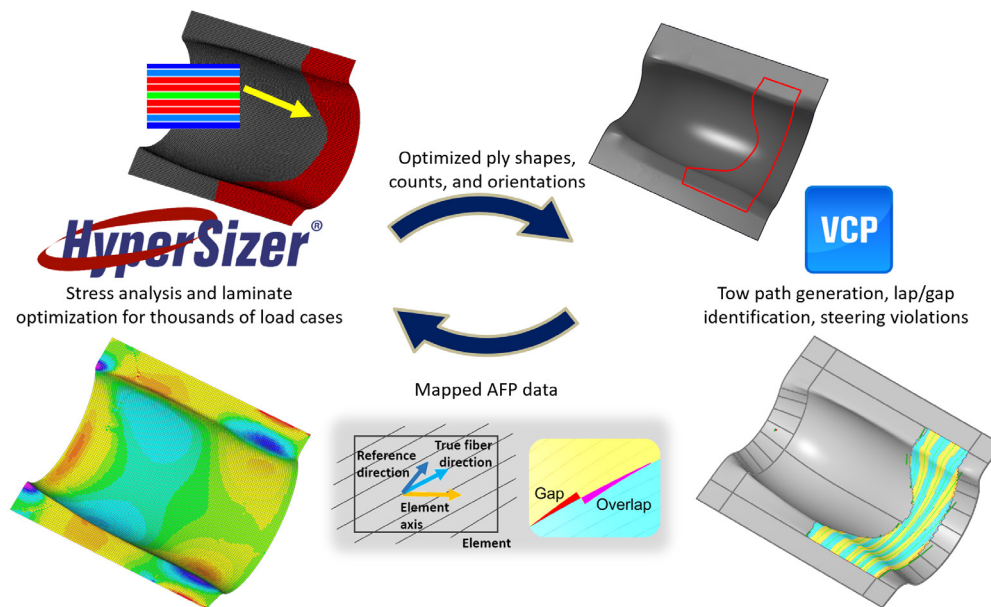 Optimized ply shapes,
counts, and orientations
HyperSizer®
VCP
Stress analysis and laminate
optimization for thousands of load cases
Tow path generation, lap/gap
identification, steering violations
Mapped AFP data
Reference
direction
True fiber
direction
Element
axis
Element
Gap
Overlap